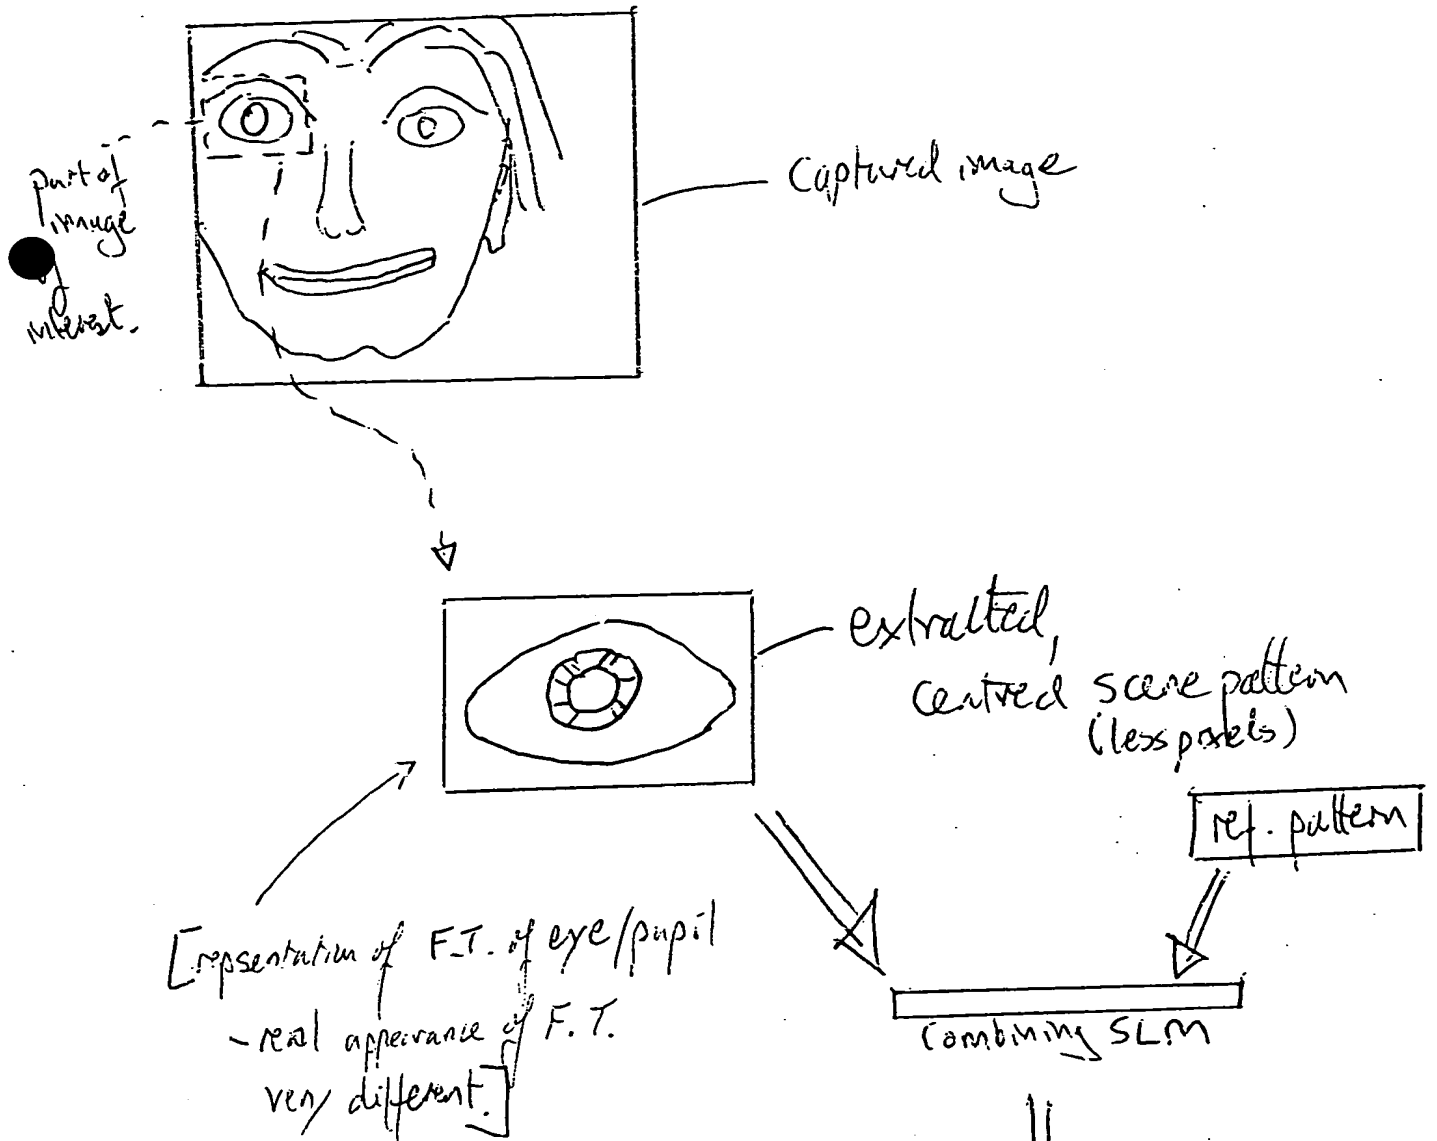 part of
image
of
interest.
Captured image
extracted,
centred scene pattern
(less pixels)
ref. pattern
[repsentation of F.T. of eye/pupil
- real appearance of F.T.
very different.]
Combining SLM